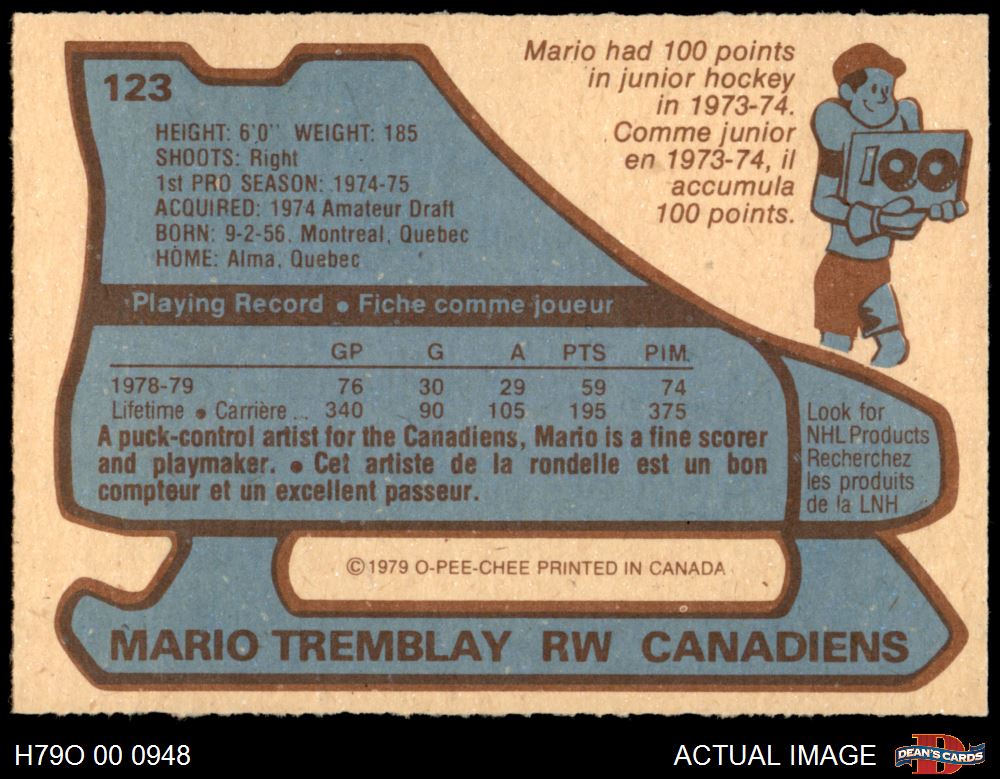 123
HEIGHT: 6'0" WEIGHT: 185
SHOOTS: Right
1st PRO SEASON: 1974-75
ACQUIRED: 1974 Amateur Draft
BORN: 9-2-56, Montreal, Quebec
HOME: Alma, Quebec
Mario had 100 points
in junior hockey
in 1973-74.
Comme junior
en 1973-74, il
accumula
100 points.
100
Playing Record • Fiche comme joueur
GP G A PTS PIM.
1978-79 76 30 29 59 74
Lifetime • Carrière... 340 90 105 195 375
A puck-control artist for the Canadiens, Mario is a fine scorer
and playmaker. • Cet artiste de la rondelle est un bon
compteur et un excellent passeur.
Look for
NHL Products
Recherchez
les produits
de la LNH
©1979 O-PEE-CHEE PRINTED IN CANADA
MARIO TREMBLAY RW CANADIENS
H79O 00 0948
ACTUAL IMAGE
DEAN'S CARDS